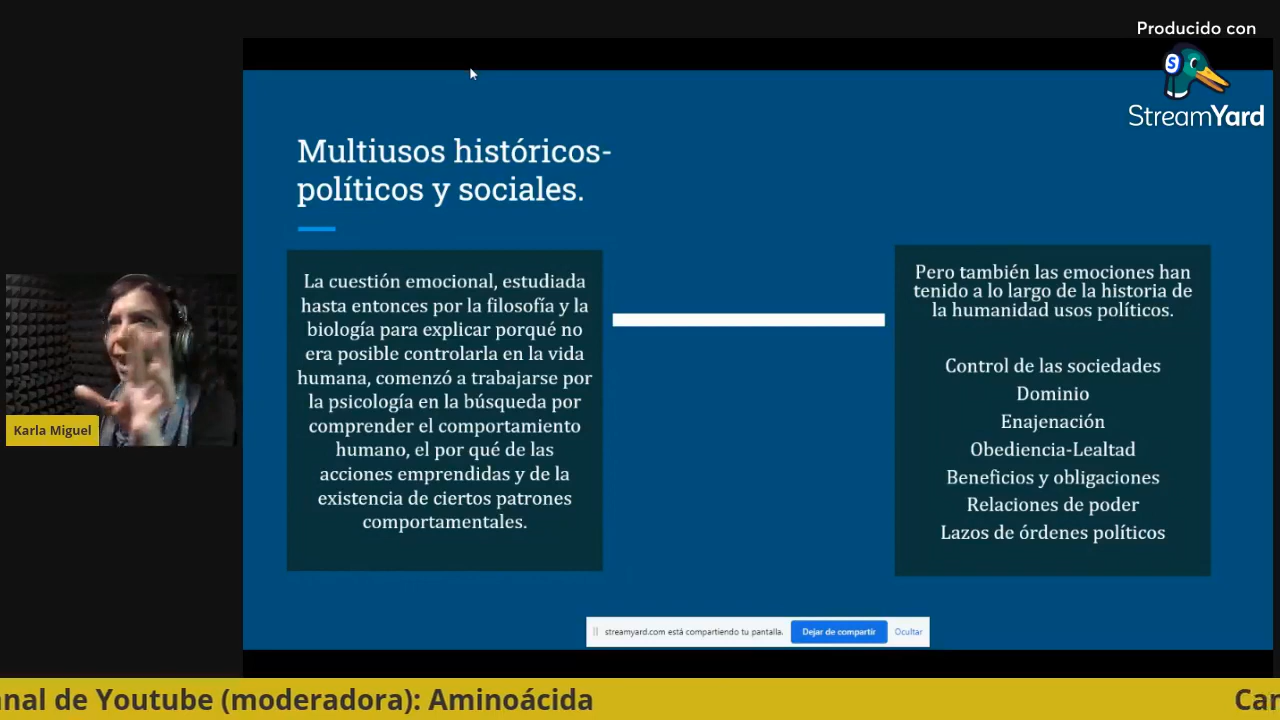 Producido con
StreamYard
Multiusos históricos-
políticos y sociales.
La cuestión emocional, estudiada
hasta entonces por la filosofía y la
biología para explicar porqué no
era posible controlarla en la vida
humana, comenzó a trabajarse por
la psicología en la búsqueda por
comprender el comportamiento
humano, el por qué de las
acciones emprendidas y de la
existencia de ciertos patrones
comportamentales.
Pero también las emociones han
tenido a lo largo de la historia de
la humanidad usos políticos.
Control de las sociedades
Dominio
Enajenación
Obediencia-Lealtad
Beneficios y obligaciones
Relaciones de poder
Lazos de órdenes políticos
Karla Miguel
streamyard.com está compartiendo tu pantalla.
Dejar de compartir
Ocultar
de Youtube (moderadora): Aminoácida